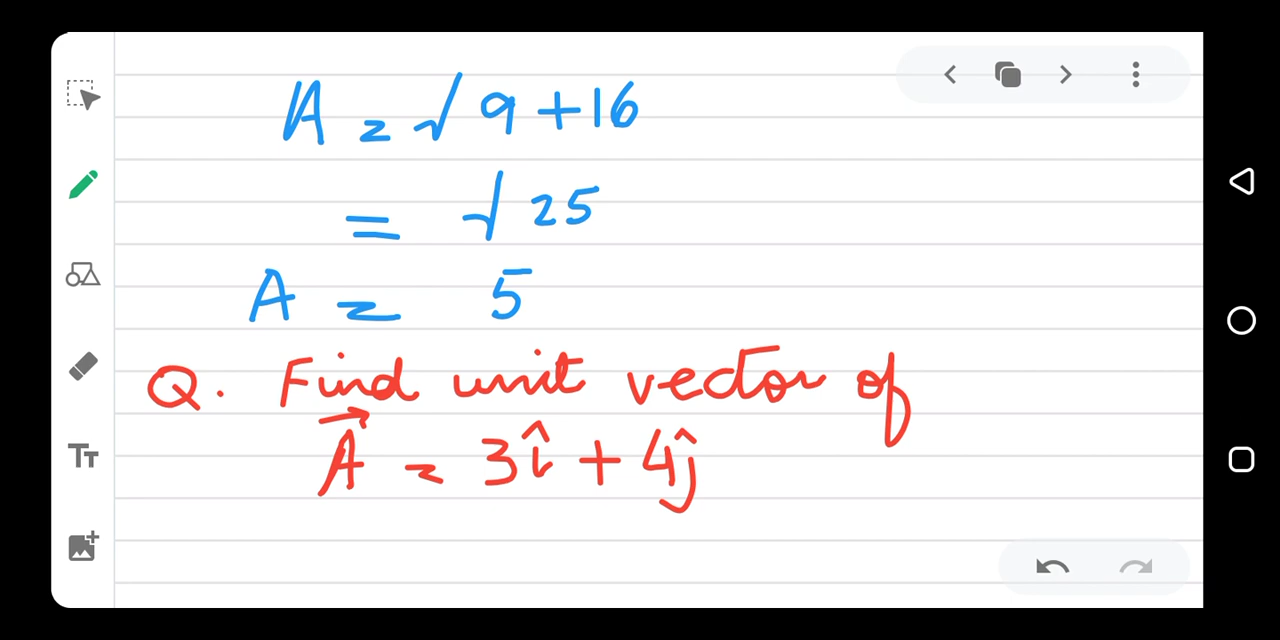 A = √9+16
= √25
A = 5
Q. Find unit vector of
A⃗ = 3î + 4ĵ